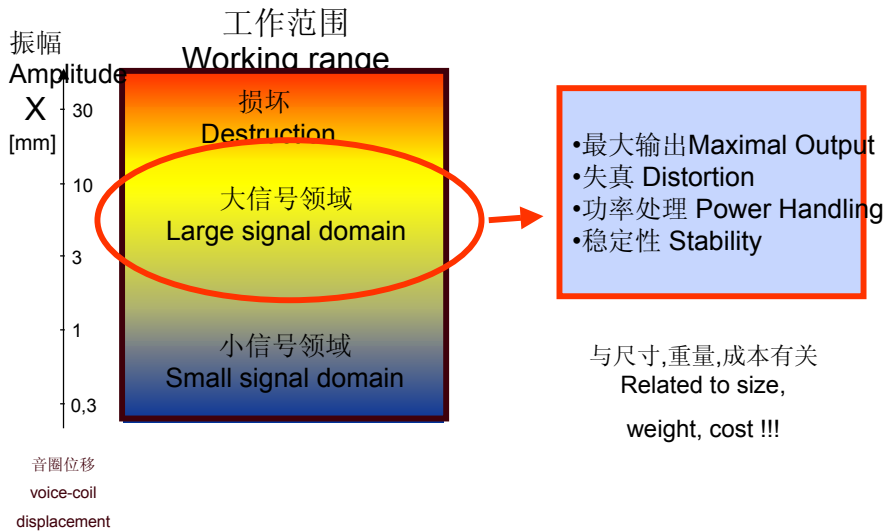 工作范围
Working range
振幅
Amplitude
X
[mm]
30
10
3
1
0,3
损坏
Destruction
大信号领域
Large signal domain
小信号领域
Small signal domain
•最大输出Maximal Output
•失真 Distortion
•功率处理 Power Handling
•稳定性 Stability
与尺寸,重量,成本有关
Related to size,
weight, cost !!!
音圈位移
voice-coil
displacement